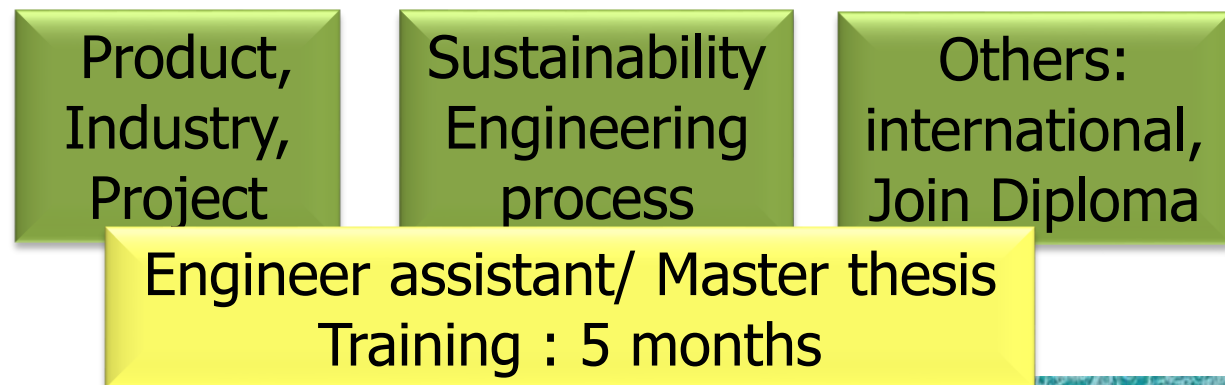 Product,
Industry,
Project
Sustainability
Engineering
process
Others:
international,
Join Diploma
Engineer assistant/ Master thesis
Training : 5 months